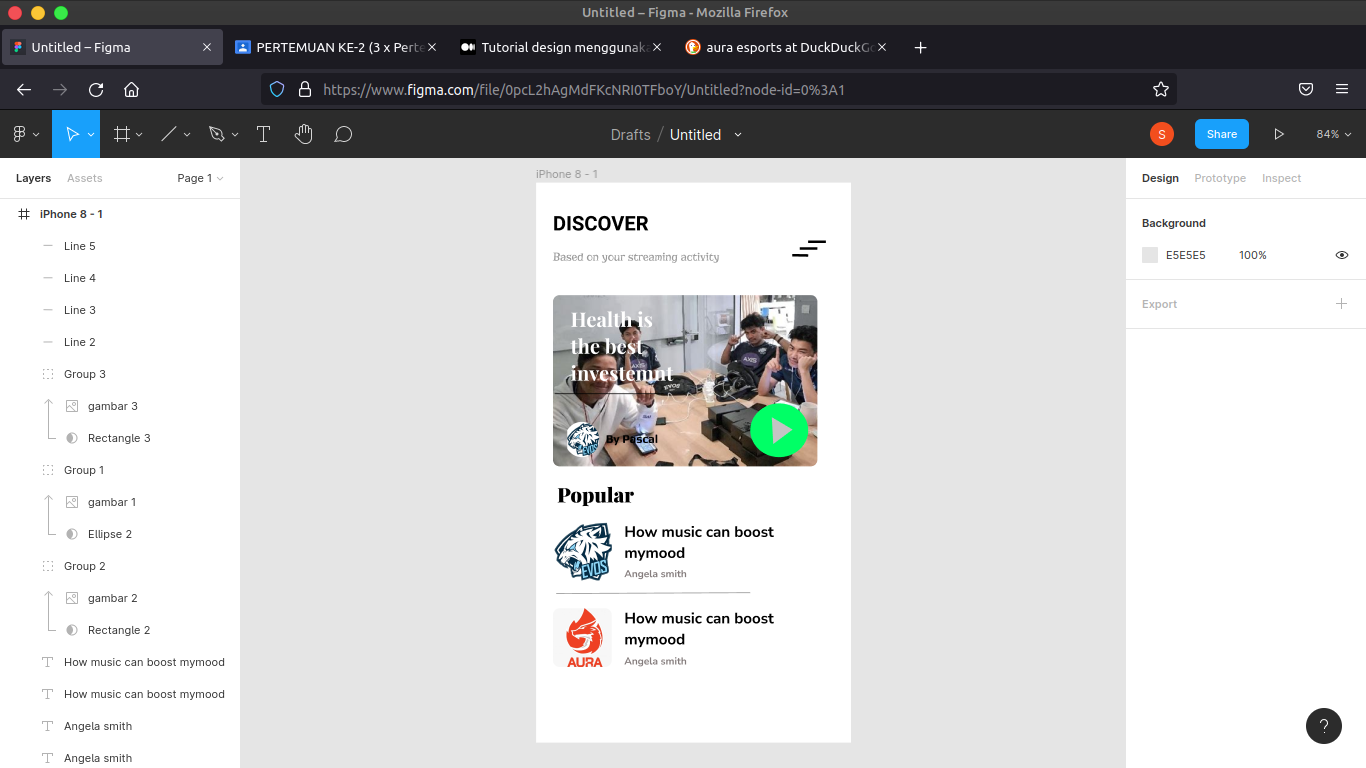 Untitled – Figma - Mozilla Firefox
Untitled – Figma
PERTEMUAN KE-2 (3 x Perte
Tutorial design menggunaka
aura esports at DuckDuckGo
https://www.figma.com/file/0pcL2hAgMdFKcNRI0TFboY/Untitled?node-id=0%3A1
Drafts / Untitled
S
Share
84%
Layers
Assets
Page 1
iPhone 8 - 1
Line 5
Line 4
Line 3
Line 2
Group 3
gambar 3
Rectangle 3
Group 1
gambar 1
Ellipse 2
Group 2
gambar 2
Rectangle 2
How music can boost mymood
How music can boost mymood
Angela smith
Angela smith
iPhone 8 - 1
DISCOVER
Based on your streaming activity
Health is
the best
investemnt
EVOS
By Pascal
Popular
EVOS
How music can boost
mymood
Angela smith
AURA
How music can boost
mymood
Angela smith
Design
Prototype
Inspect
Background
E5E5E5
100%
Export
?